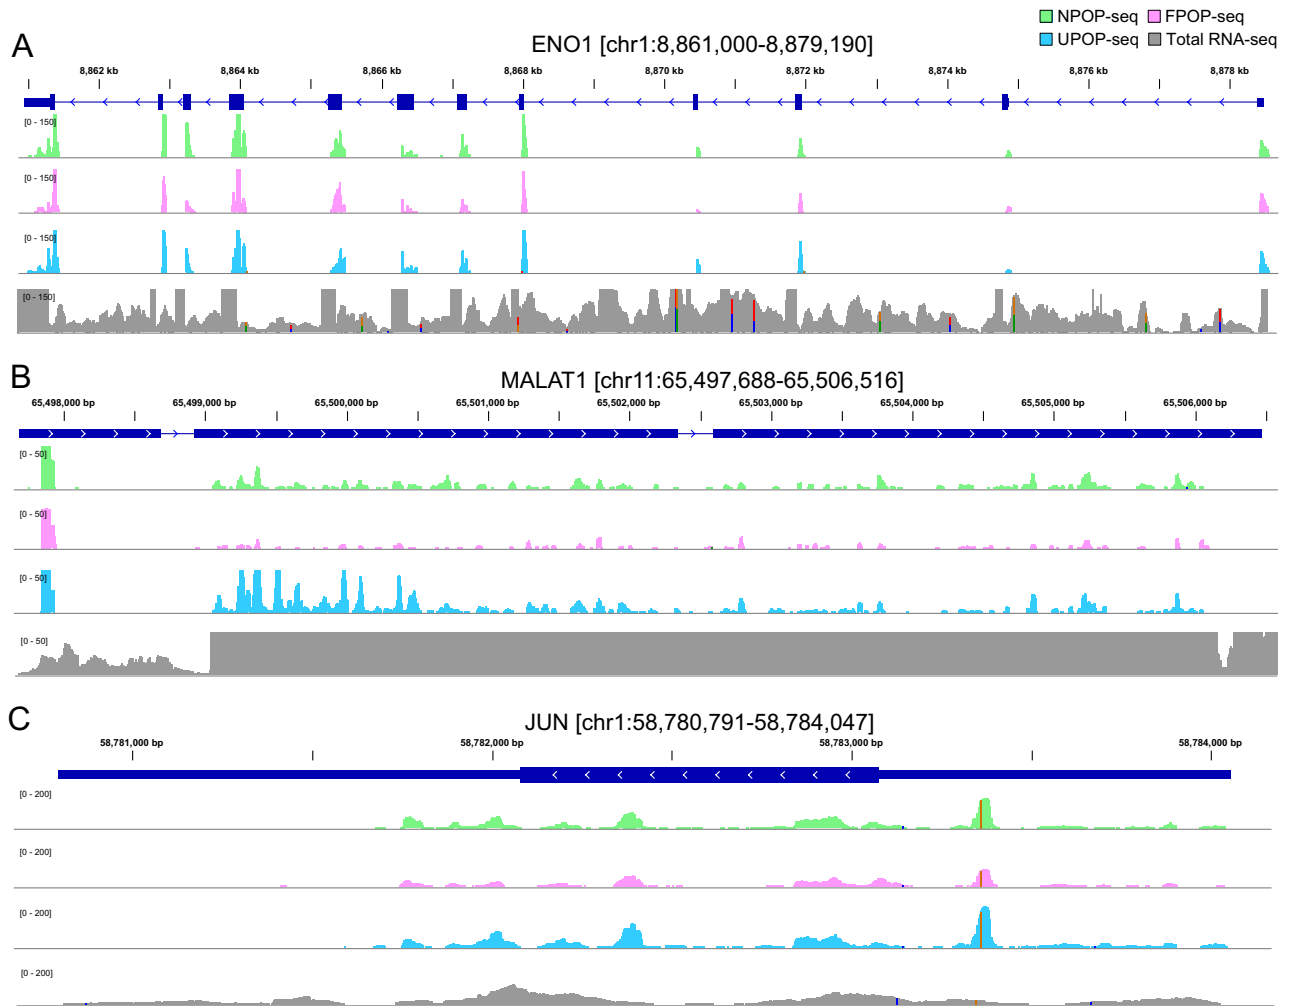 NPOP-seq FPOP-seq
UPOP-seq Total RNA-seq
A
ENO1 [chr1:8,861,000-8,879,190]
8,862 kb 8,864 kb 8,866 kb 8,868 kb 8,870 kb 8,872 kb 8,874 kb 8,876 kb 8,878 kb
[0 - 150]
[0 - 150]
[0 - 150]
[0 - 150]
B
MALAT1 [chr11:65,497,688-65,506,516]
65,498,000 bp 65,499,000 bp 65,500,000 bp 65,501,000 bp 65,502,000 bp 65,503,000 bp 65,504,000 bp 65,505,000 bp 65,506,000 bp
[0 - 50]
[0 - 50]
[0 - 50]
[0 - 50]
C
JUN [chr1:58,780,791-58,784,047]
58,781,000 bp 58,782,000 bp 58,783,000 bp 58,784,000 bp
[0 - 200]
[0 - 200]
[0 - 200]
[0 - 200]